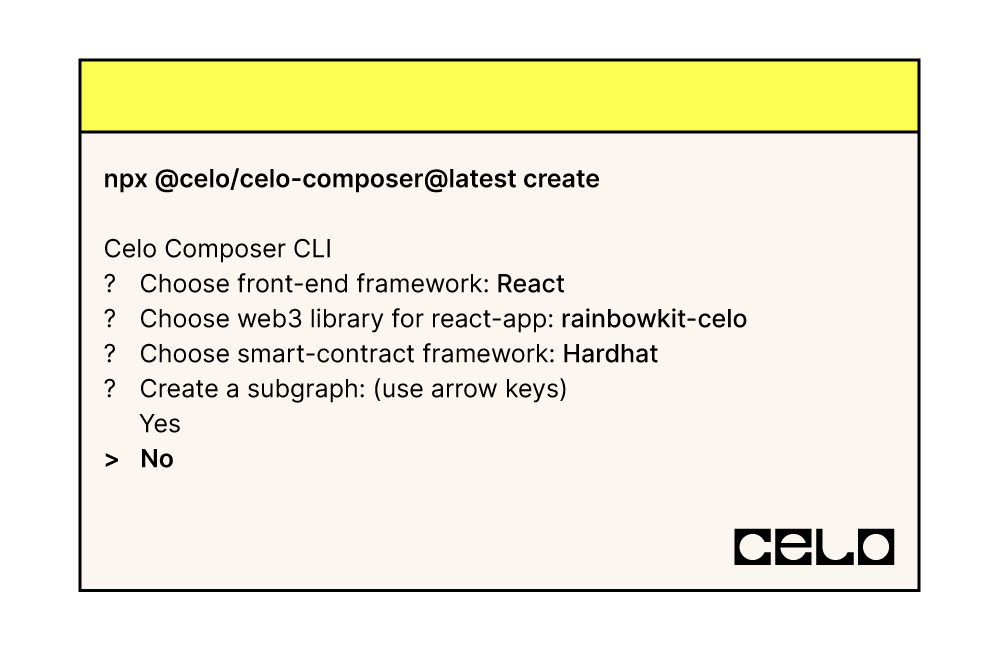 npx @celo/celo-composer@latest create
Celo Composer CLI
? Choose front-end framework: React
? Choose web3 library for react-app: rainbowkit-celo
? Choose smart-contract framework: Hardhat
? Create a subgraph: (use arrow keys)
Yes
> No
CELO